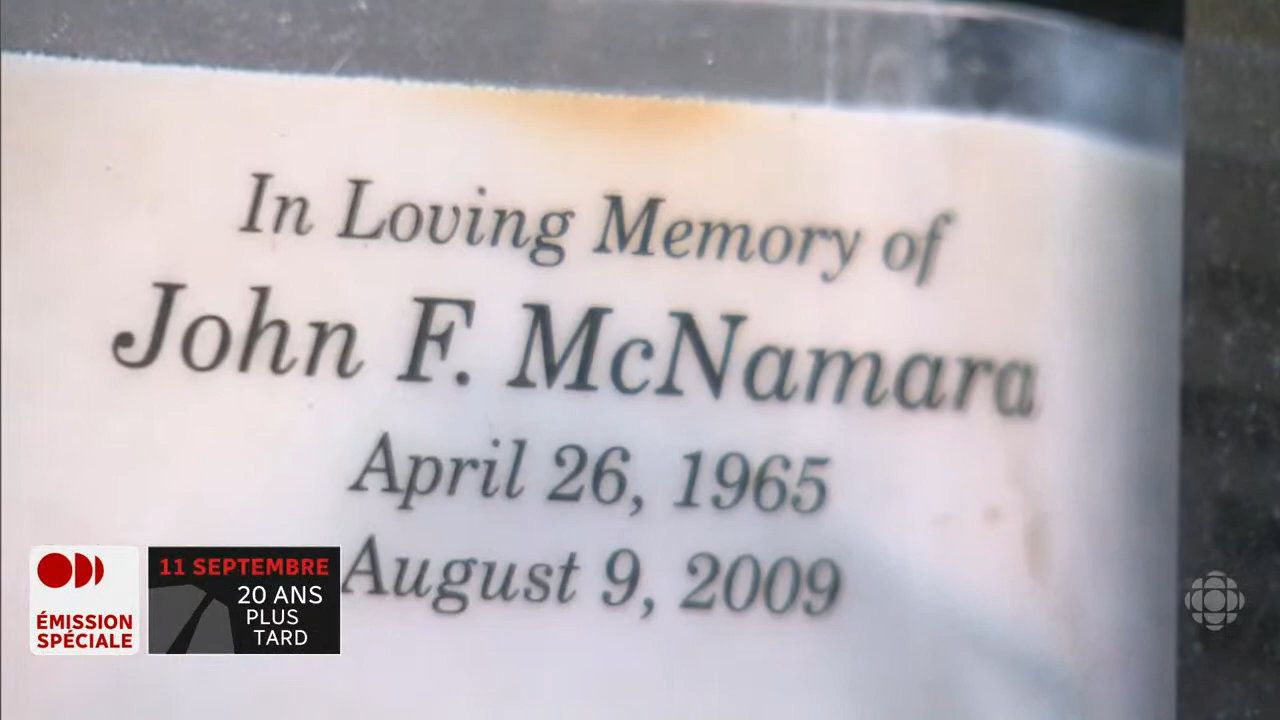 In Loving Memory of
John F. McNamara
April 26, 1965
August 9, 2009
ÉMISSION
SPÉCIALE
11 SEPTEMBRE
20 ANS
PLUS
TARD